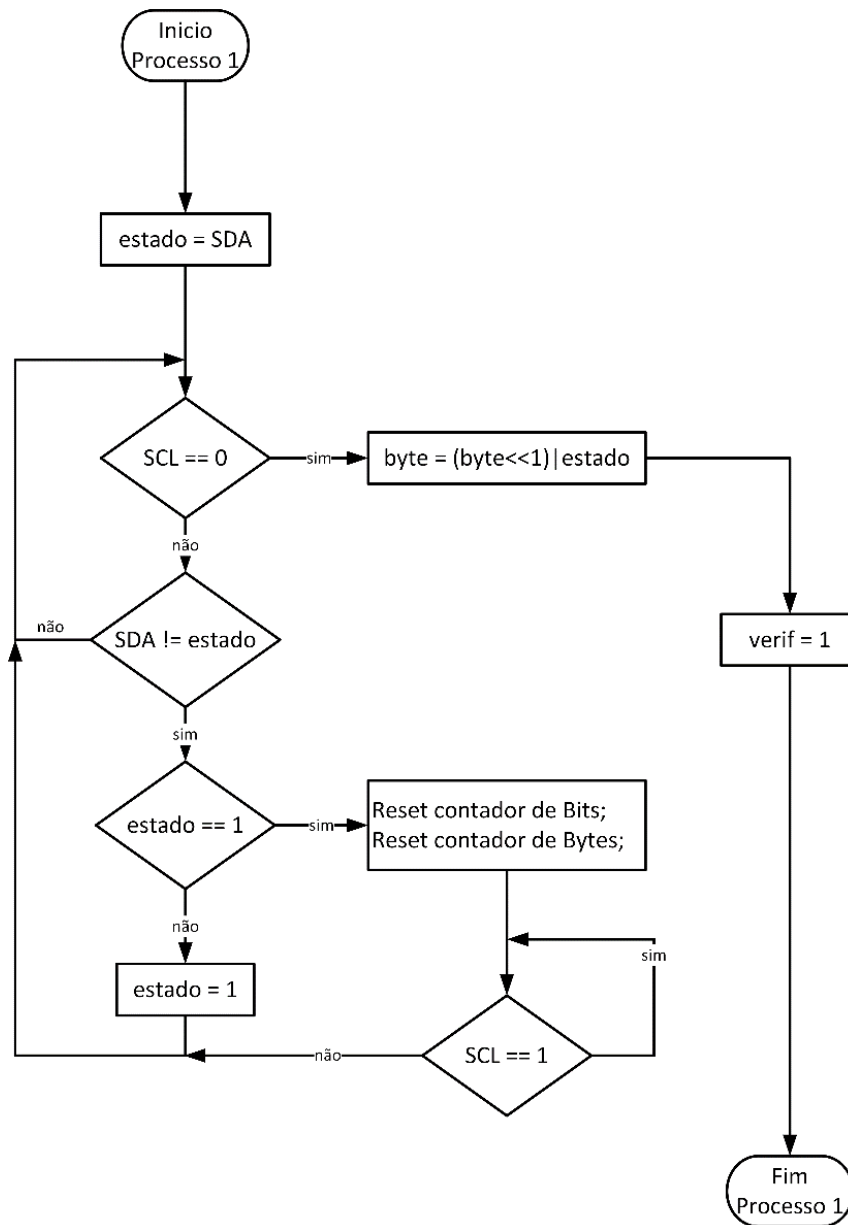 Inicio
Processo 1
estado = SDA
SCL == 0
sim
byte = (byte<<1)|estado
não
SDA != estado
não
verif = 1
sim
estado == 1
sim
Reset contador de Bits;
Reset contador de Bytes;
não
sim
estado = 1
SCL == 1
não
Fim
Processo 1